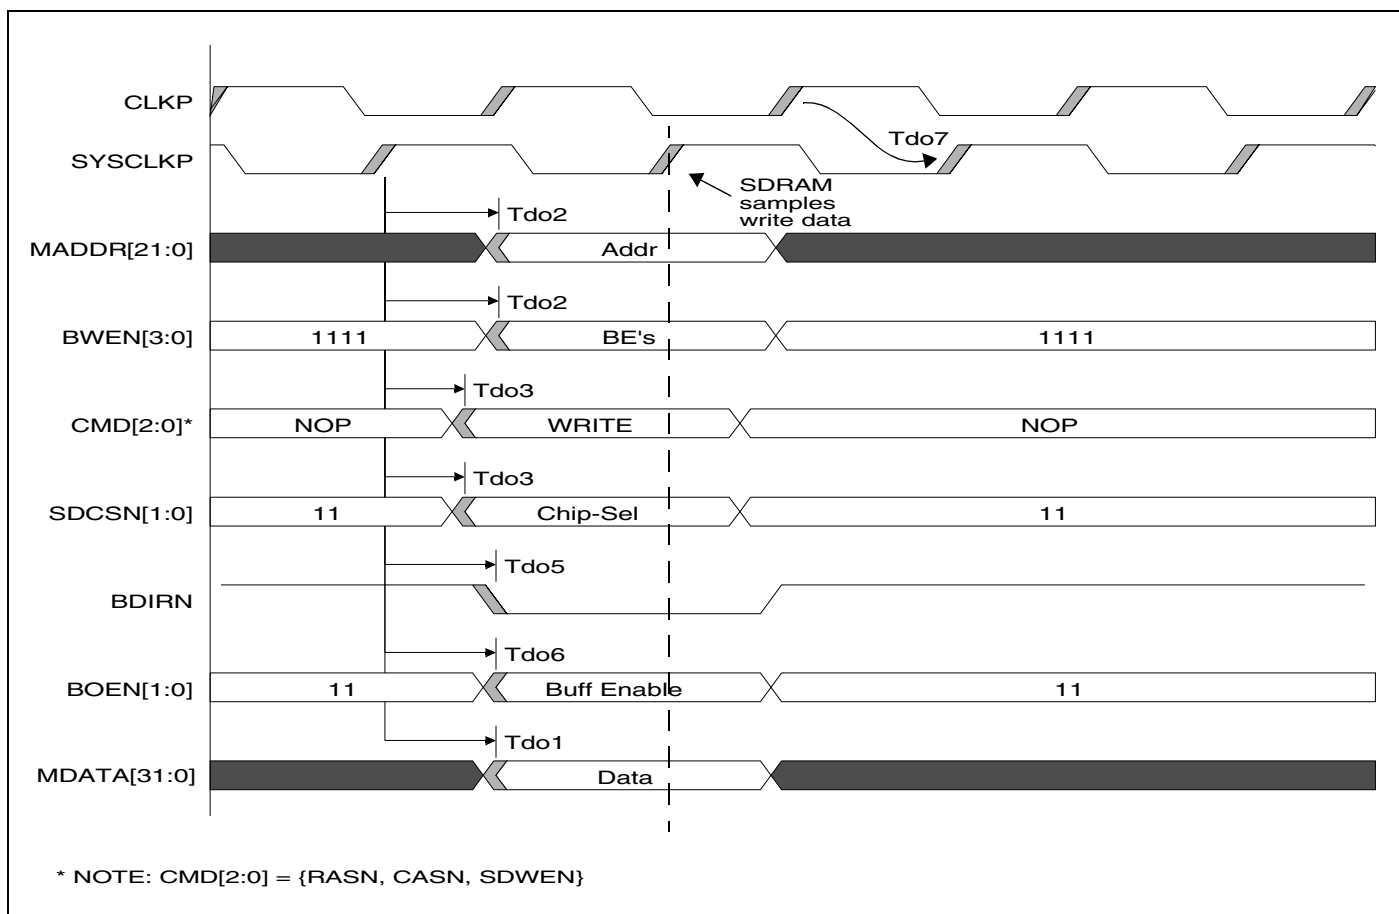 CLKP
Tdo7
SYSCLKP
SDRAM
samples
write data
Tdo2
MADDR[21:0]
Addr
Tdo2
BWEN[3:0]
1111
BE's
1111
Tdo3
CMD[2:0]*
NOP
WRITE
NOP
Tdo3
SDCSN[1:0]
11
Chip-Sel
11
Tdo5
BDIRN
Tdo6
BOEN[1:0]
11
Buff Enable
11
Tdo1
MDATA[31:0]
Data
* NOTE: CMD[2:0] = {RASN, CASN, SDWEN}